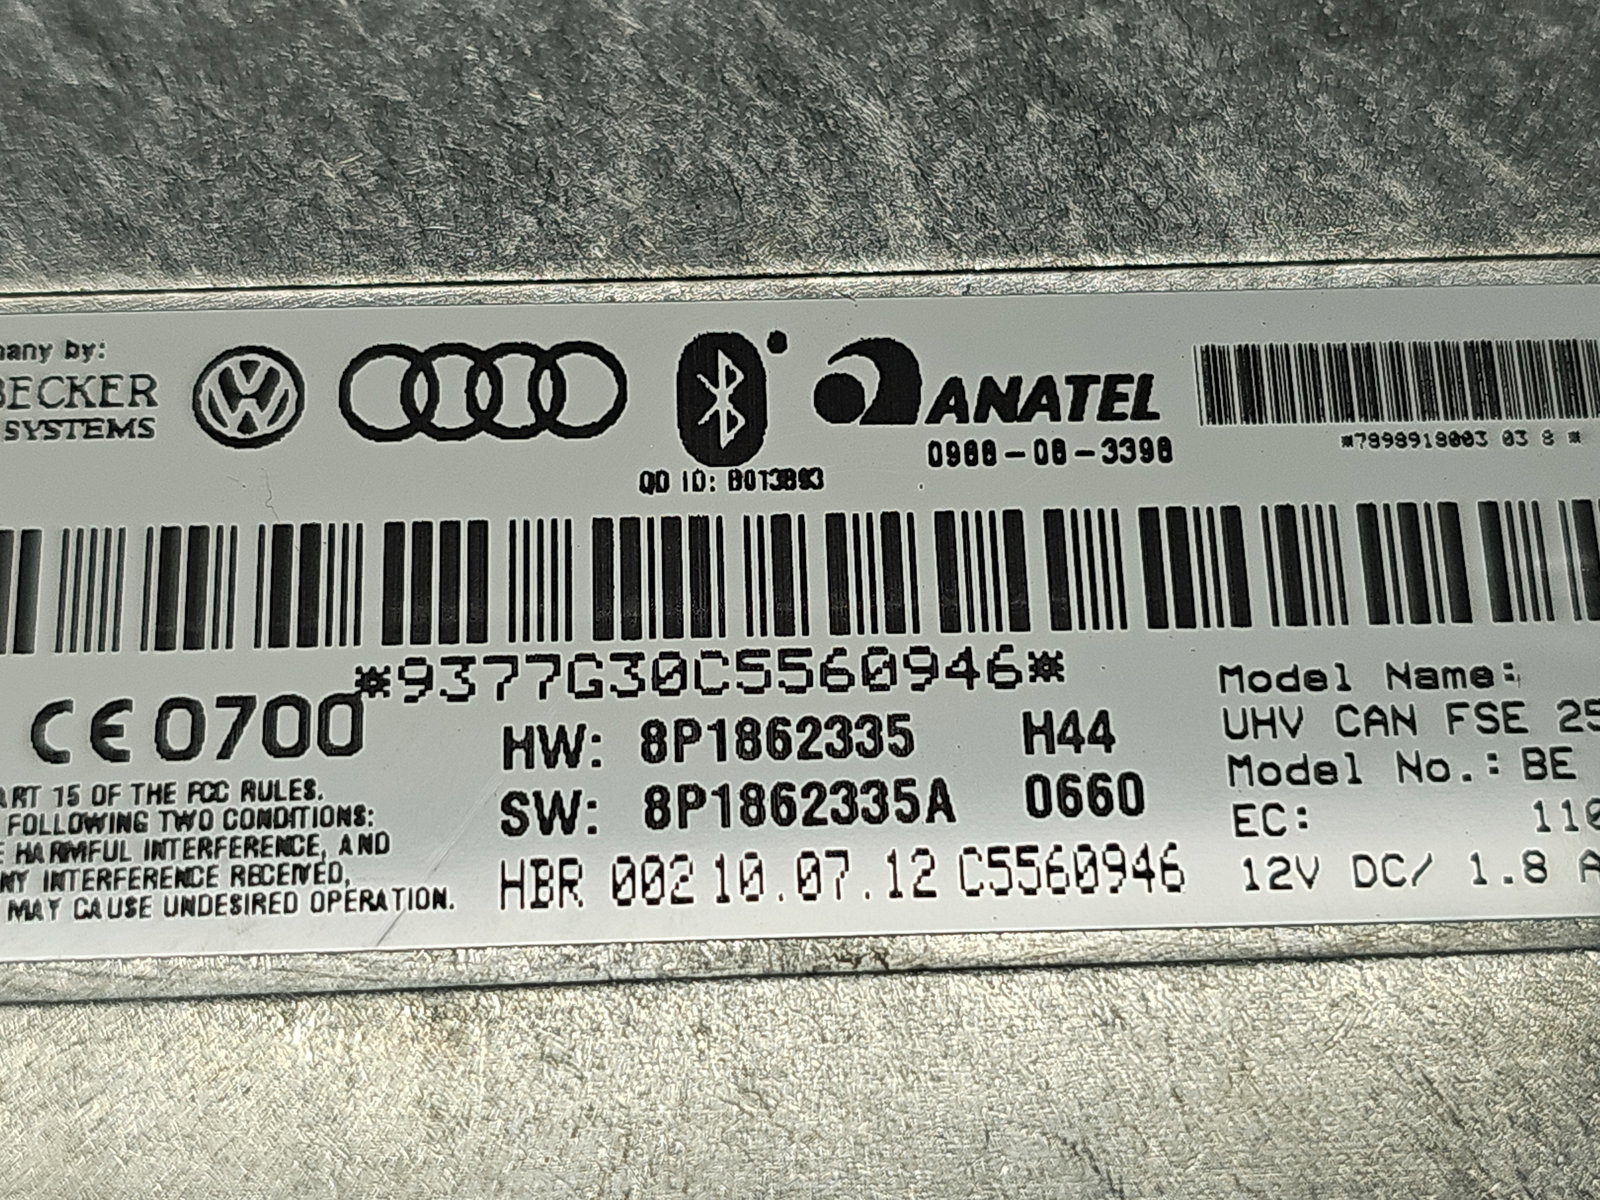 many by:
BECKER
SYSTEMS
ANATEL
0988-08-3398
*7898918003 03 8 *
QD ID: B013893
*9377G30C5560946*
CE0700
HW: 8P1862335 H44
SW: 8P1862335A 0660
HBR 002 10.07.12 C5560946
ART 15 OF THE FCC RULES.
FOLLOWING TWO CONDITIONS:
E HARMFUL INTERFERENCE, AND
NY INTERFERENCE RECEIVED,
MAY CAUSE UNDESIRED OPERATION.
Model Name:
UHV CAN FSE 25
Model No.: BE
EC: 110
12V DC/ 1.8 A